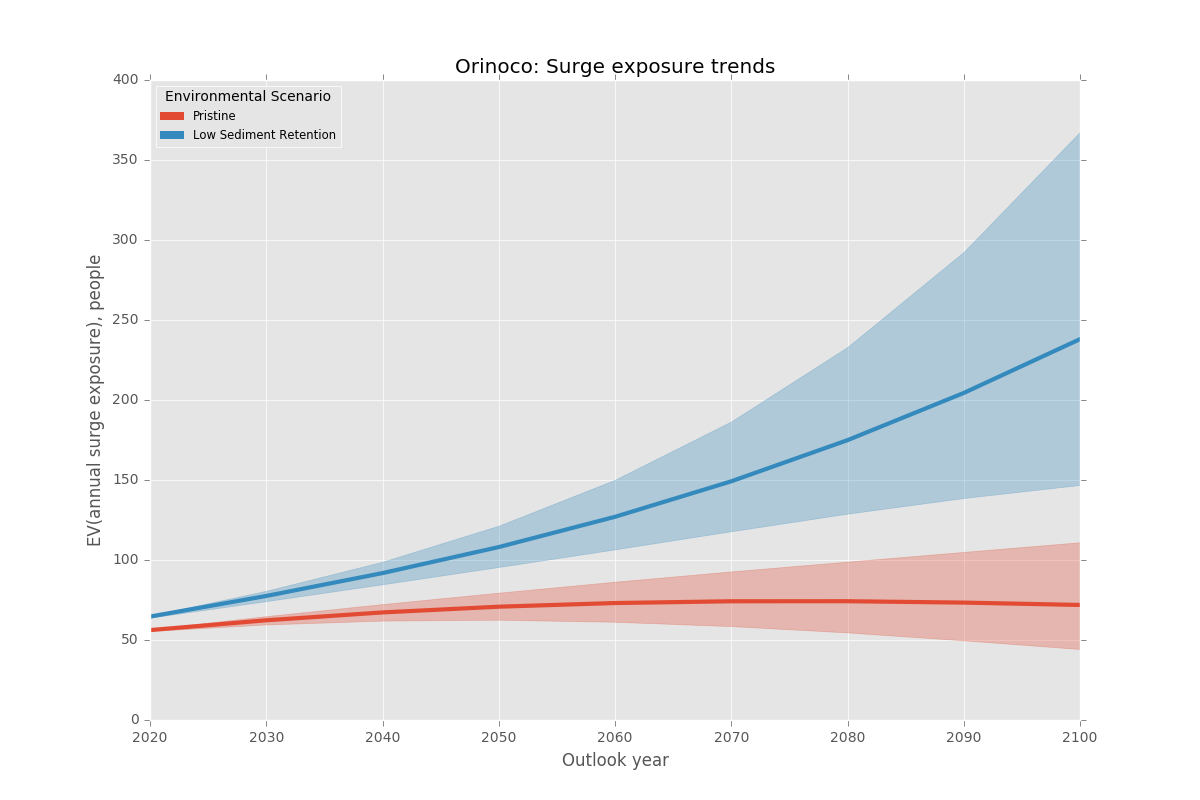 Orinoco: Surge exposure trends
Environmental Scenario
Pristine
Low Sediment Retention
EV(annual surge exposure), people
400
350
300
250
200
150
100
50
0
2020 2030 2040 2050 2060 2070 2080 2090 2100
Outlook year